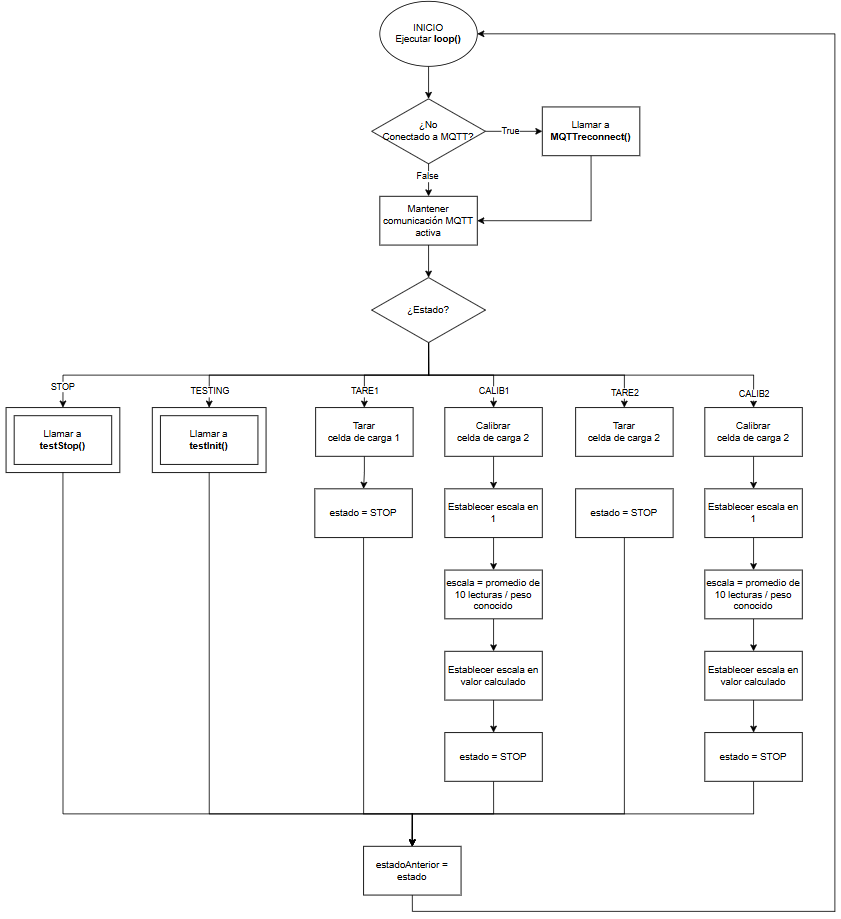 INICIO
Ejecutar loop()
¿No
Conectado a MQTT?
True
Llamar a
MQTTreconnect()
False
Mantener
comunicación MQTT
activa
¿Estado?
STOP
TESTING
TARE1
CALIB1
TARE2
CALIB2
Llamar a
testStop()
Llamar a
testInit()
Tarar
celda de carga 1
Calibrar
celda de carga 2
Tarar
celda de carga 2
Calibrar
celda de carga 2
estado = STOP
Establecer escala en
1
estado = STOP
Establecer escala en
1
escala = promedio de
10 lecturas / peso
conocido
escala = promedio de
10 lecturas / peso
conocido
Establecer escala en
valor calculado
Establecer escala en
valor calculado
estado = STOP
estado = STOP
estadoAnterior =
estado